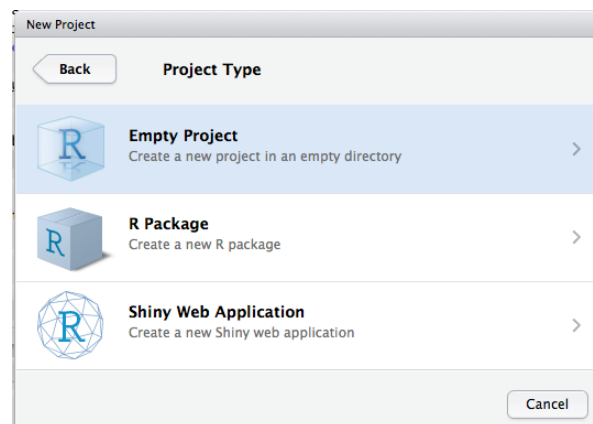 New Project
Back
Project Type
R
Empty Project
Create a new project in an empty directory
R
R Package
Create a new R package
R
Shiny Web Application
Create a new Shiny web application
Cancel